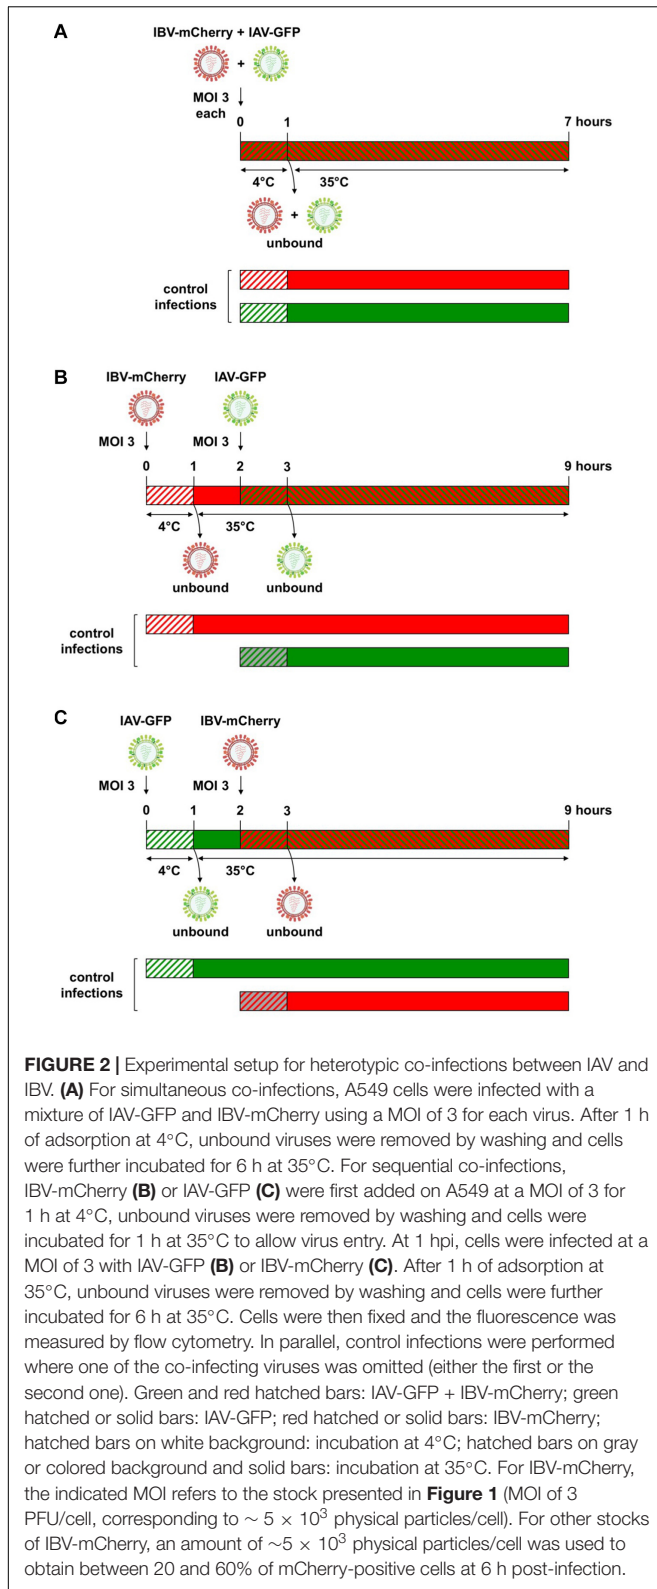 A
IBV-mCherry + IAV-GFP
+
MOI 3
each
0 1 7 hours
4°C 35°C
+
unbound
control
infections
B
IBV-mCherry IAV-GFP
MOI 3 MOI 3
0 1 2 3 9 hours
4°C 35°C
unbound unbound
control
infections
C
IAV-GFP IBV-mCherry
MOI 3 MOI 3
0 1 2 3 9 hours
4°C 35°C
unbound unbound
control
infections
FIGURE 2 | Experimental setup for heterotypic co-infections between IAV and
IBV. (A) For simultaneous co-infections, A549 cells were infected with a
mixture of IAV-GFP and IBV-mCherry using a MOI of 3 for each virus. After 1 h
of adsorption at 4°C, unbound viruses were removed by washing and cells
were further incubated for 6 h at 35°C. For sequential co-infections,
IBV-mCherry (B) or IAV-GFP (C) were first added on A549 at a MOI of 3 for
1 h at 4°C, unbound viruses were removed by washing and cells were
incubated for 1 h at 35°C to allow virus entry. At 1 hpi, cells were infected at a
MOI of 3 with IAV-GFP (B) or IBV-mCherry (C). After 1 h of adsorption at
35°C, unbound viruses were removed by washing and cells were further
incubated for 6 h at 35°C. Cells were then fixed and the fluorescence was
measured by flow cytometry. In parallel, control infections were performed
where one of the co-infecting viruses was omitted (either the first or the
second one). Green and red hatched bars: IAV-GFP + IBV-mCherry; green
hatched or solid bars: IAV-GFP; red hatched or solid bars: IBV-mCherry;
hatched bars on white background: incubation at 4°C; hatched bars on gray
or colored background and solid bars: incubation at 35°C. For IBV-mCherry,
the indicated MOI refers to the stock presented in Figure 1 (MOI of 3
PFU/cell, corresponding to ∼ 5 × 10³ physical particles/cell). For other stocks
of IBV-mCherry, an amount of ∼5 × 10³ physical particles/cell was used to
obtain between 20 and 60% of mCherry-positive cells at 6 h post-infection.